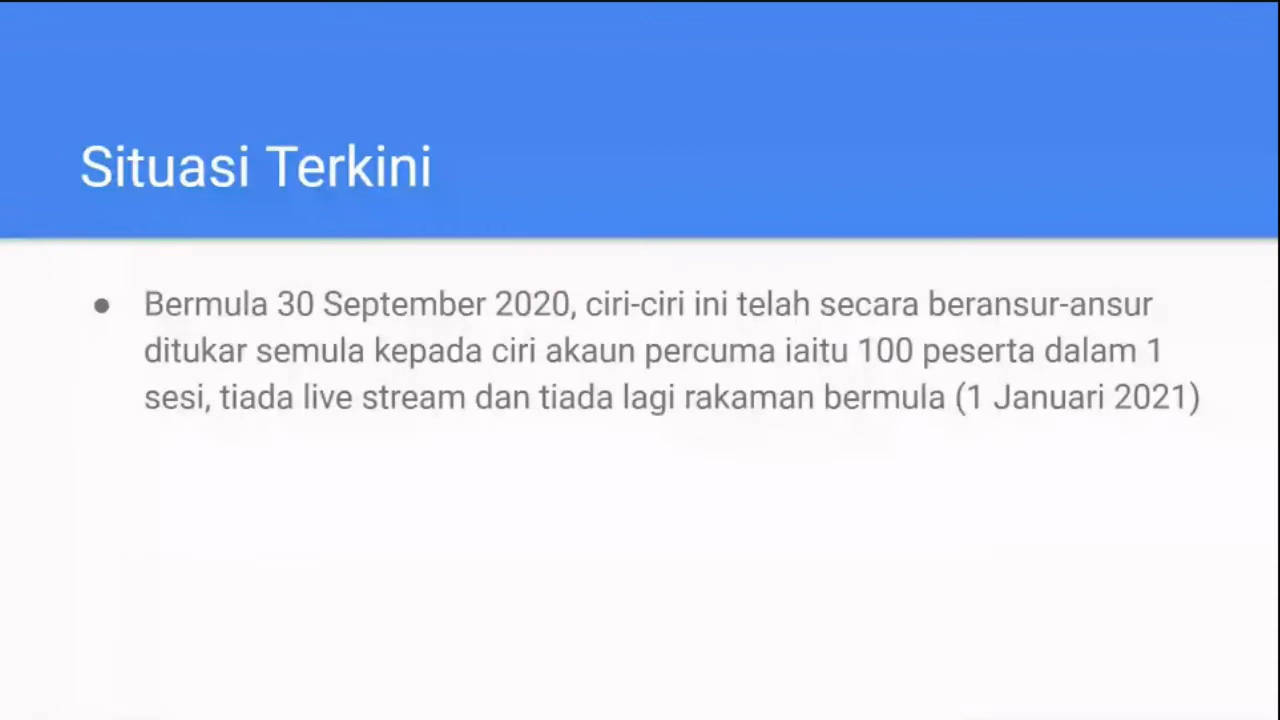 Situasi Terkini
● Bermula 30 September 2020, ciri-ciri ini telah secara beransur-ansur
ditukar semula kepada ciri akaun percuma iaitu 100 peserta dalam 1
sesi, tiada live stream dan tiada lagi rakaman bermula (1 Januari 2021)